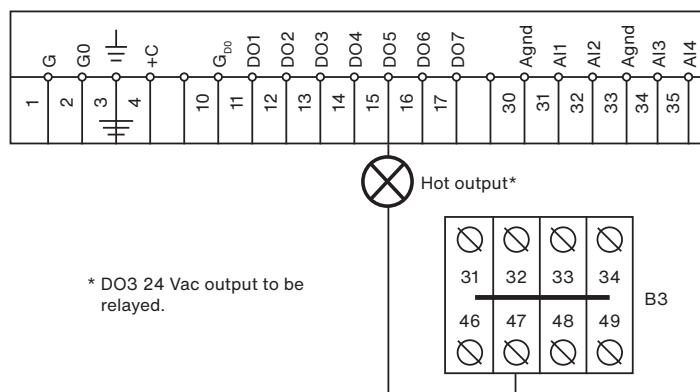 G G0 +C G_D0 DO1 DO2 DO3 DO4 DO5 DO6 DO7 Agnd AI1 AI2 Agnd AI3 AI4
1 2 3 4 10 11 12 13 14 15 16 17 30 31 32 33 34 35
Hot output*
31 32 33 34
B3
46 47 48 49
* DO3 24 Vac output to be
relayed.